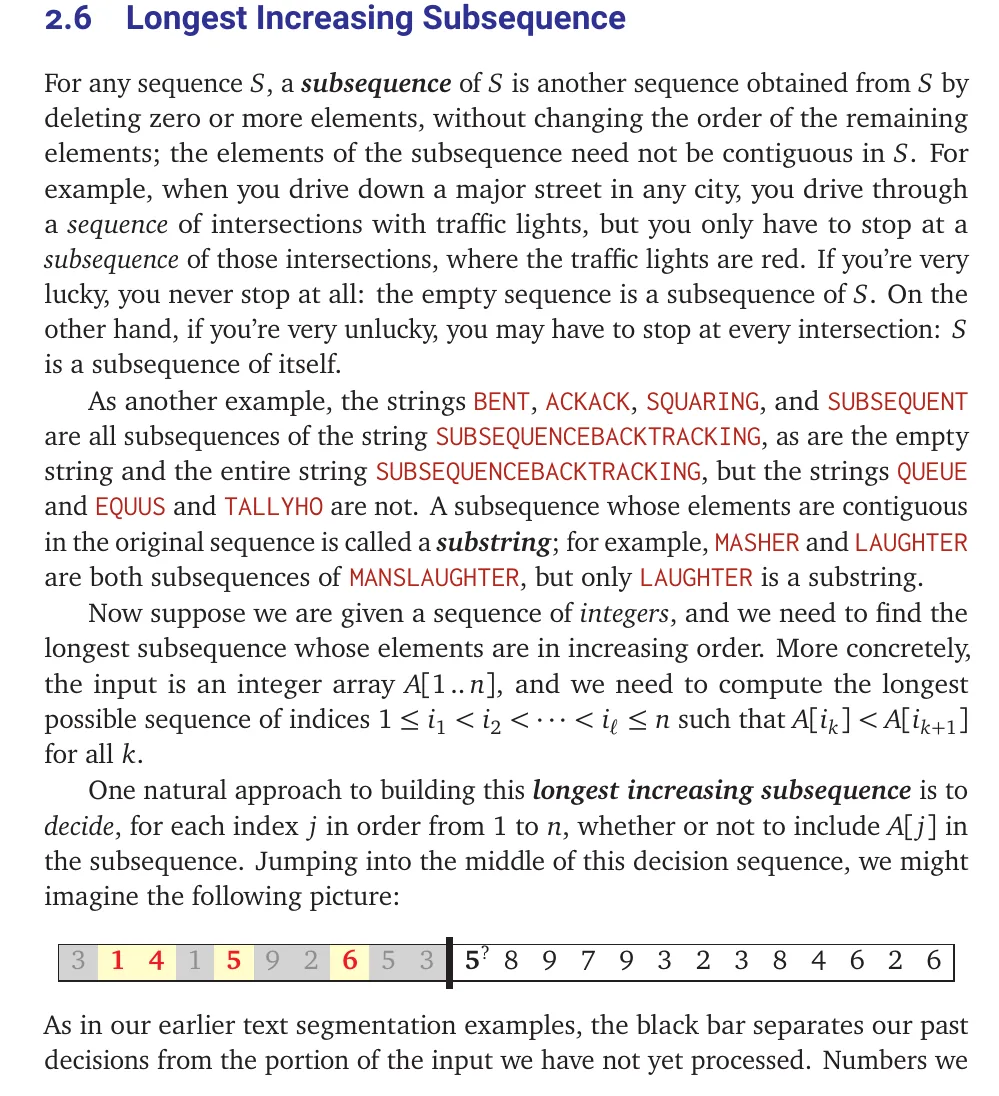 2.6 Longest Increasing Subsequence
For any sequence S, a subsequence of S is another sequence obtained from S by
deleting zero or more elements, without changing the order of the remaining
elements; the elements of the subsequence need not be contiguous in S. For
example, when you drive down a major street in any city, you drive through
a sequence of intersections with traffic lights, but you only have to stop at a
subsequence of those intersections, where the traffic lights are red. If you're very
lucky, you never stop at all: the empty sequence is a subsequence of S. On the
other hand, if you're very unlucky, you may have to stop at every intersection: S
is a subsequence of itself.
As another example, the strings BENT, ACKACK, SQUARING, and SUBSEQUENT
are all subsequences of the string SUBSEQUENCEBACKTRACKING, as are the empty
string and the entire string SUBSEQUENCEBACKTRACKING, but the strings QUEUE
and EQUUS and TALLYHO are not. A subsequence whose elements are contiguous
in the original sequence is called a substring; for example, MASHER and LAUGHTER
are both subsequences of MANSLAUGHTER, but only LAUGHTER is a substring.
Now suppose we are given a sequence of integers, and we need to find the
longest subsequence whose elements are in increasing order. More concretely,
the input is an integer array A[1 .. n], and we need to compute the longest
possible sequence of indices 1 ≤ i₁ < i₂ < ··· < i_ℓ ≤ n such that A[i_k] < A[i_{k+1}]
for all k.
One natural approach to building this longest increasing subsequence is to
decide, for each index j in order from 1 to n, whether or not to include A[j] in
the subsequence. Jumping into the middle of this decision sequence, we might
imagine the following picture:
3 1 4 1 5 9 2 6 5 3 5? 8 9 7 9 3 2 3 8 4 6 2 6
As in our earlier text segmentation examples, the black bar separates our past
decisions from the portion of the input we have not yet processed. Numbers we